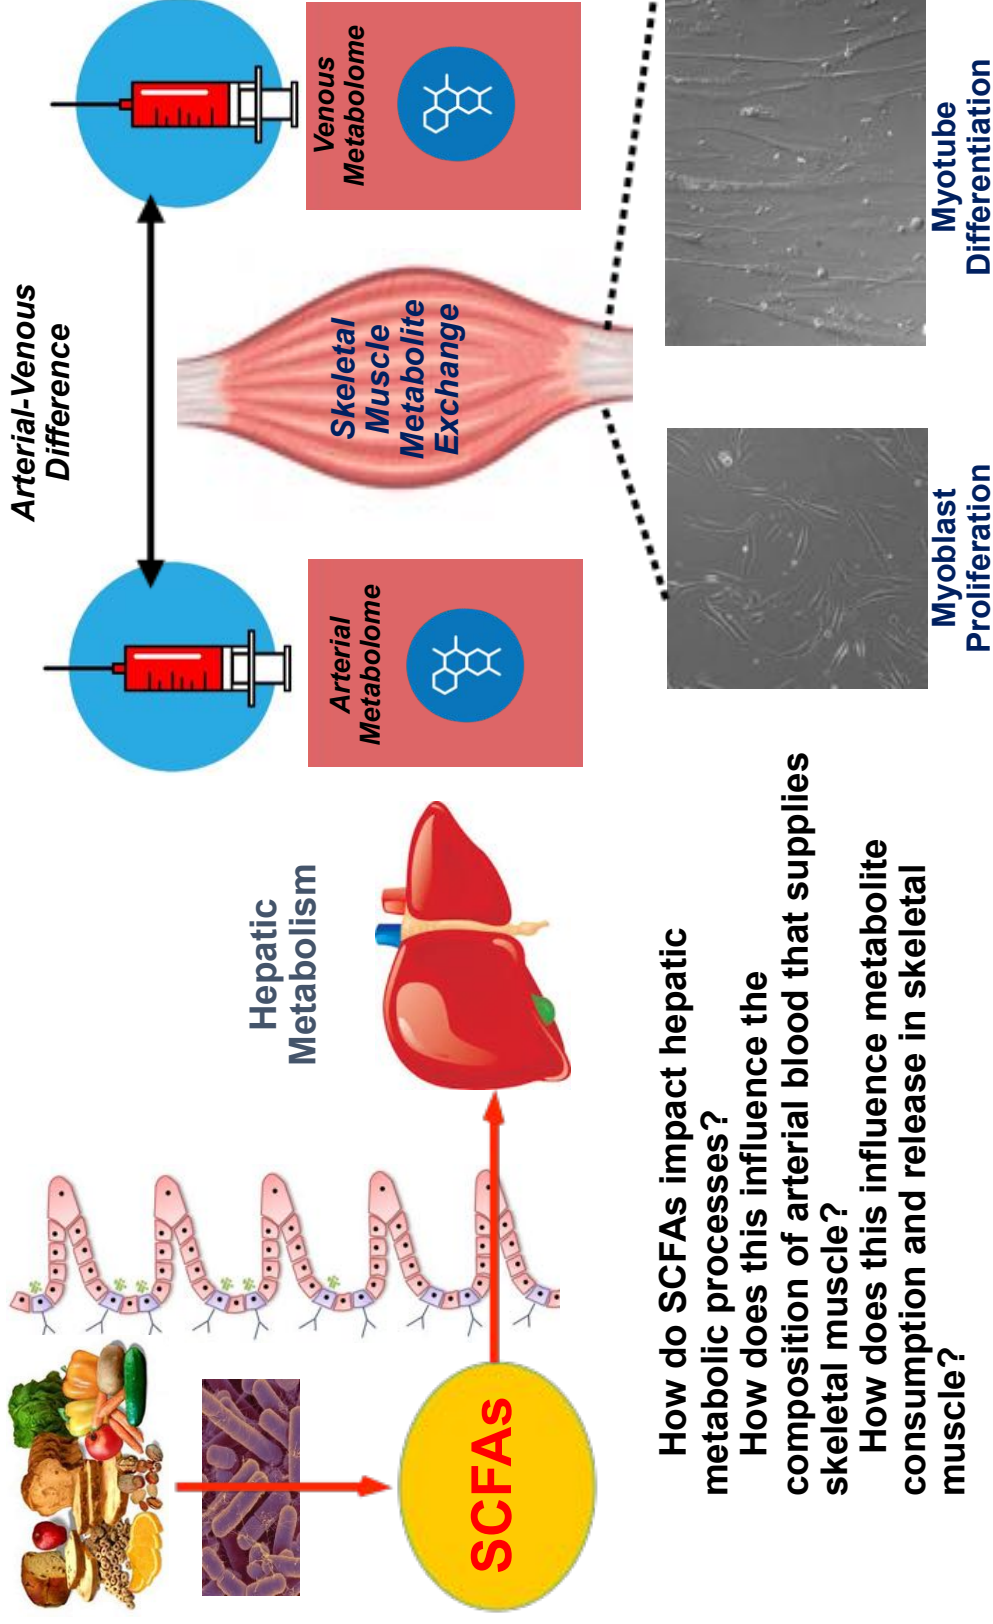 SCFAs
Hepatic
Metabolism
Arterial-Venous
Difference
Arterial
Metabolome
Skeletal
Muscle
Metabolite
Exchange
Venous
Metabolome
How do SCFAs impact hepatic
metabolic processes?
How does this influence the
composition of arterial blood that supplies
skeletal muscle?
How does this influence metabolite
consumption and release in skeletal
muscle?
Myoblast
Proliferation
Myotube
Differentiation